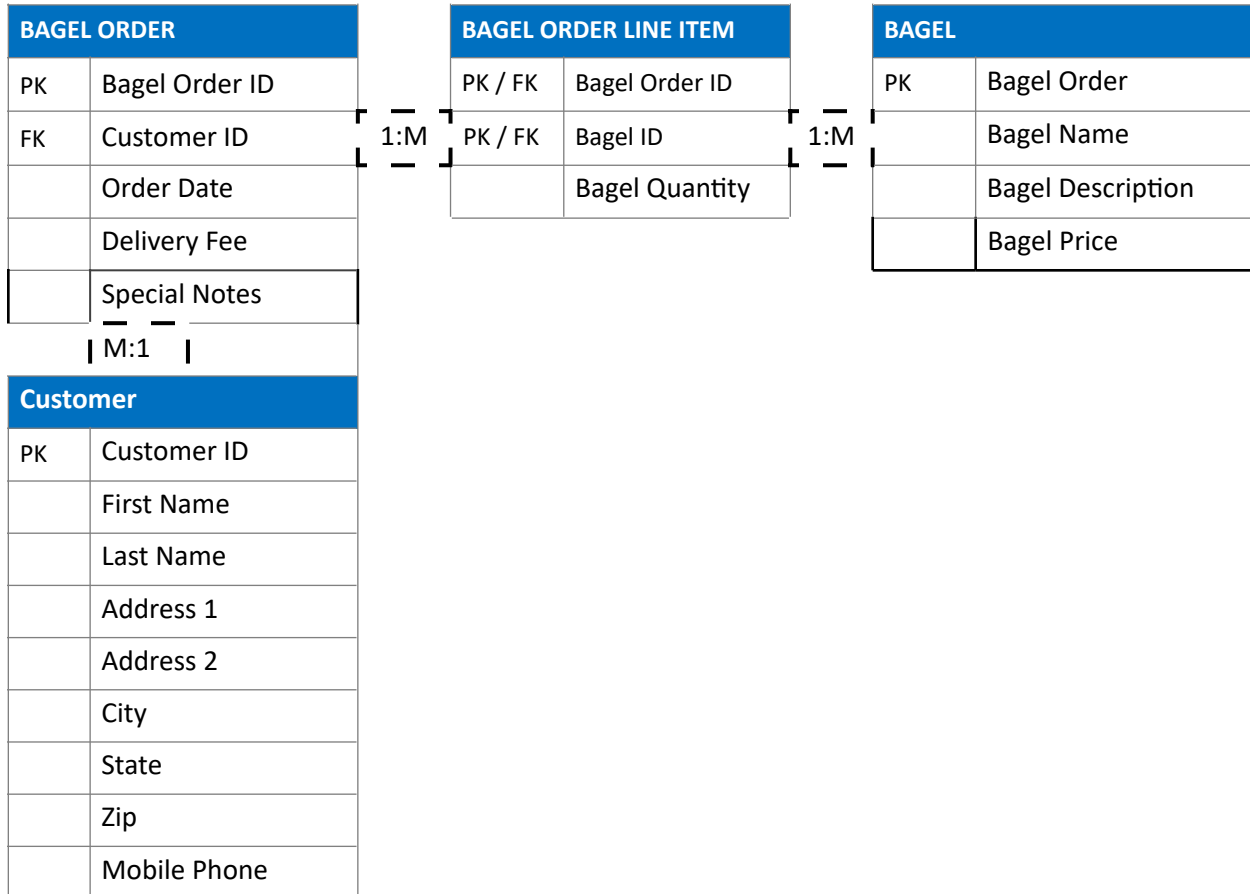 BAGEL ORDER
PK Bagel Order ID
FK Customer ID
Order Date
Delivery Fee
Special Notes
1:M
BAGEL ORDER LINE ITEM
PK / FK Bagel Order ID
PK / FK Bagel ID
Bagel Quantity
1:M
BAGEL
PK Bagel Order
Bagel Name
Bagel Description
Bagel Price
M:1
Customer
PK Customer ID
First Name
Last Name
Address 1
Address 2
City
State
Zip
Mobile Phone